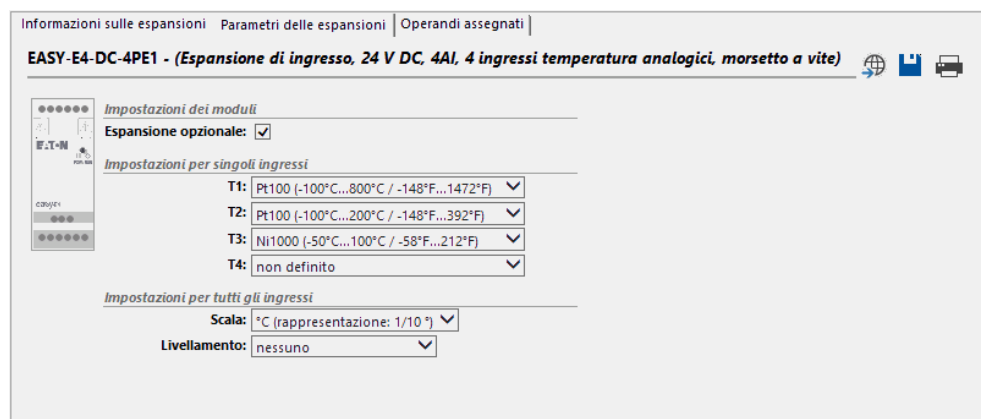 Informazioni sulle espansioni Parametri delle espansioni Operandi assegnati
EASY-E4-DC-4PE1 - (Espansione di ingresso, 24 V DC, 4AI, 4 ingressi temperatura analogici, morsetto a vite)
Impostazioni dei moduli
Espansione opzionale:
E.T.N
Impostazioni per singoli ingressi
T1: Pt100 (-100°C...800°C / -148°F...1472°F)
T2: Pt100 (-100°C...200°C / -148°F...392°F)
T3: Ni1000 (-50°C...100°C / -58°F...212°F)
T4: non definito
Impostazioni per tutti gli ingressi
Scala: °C (rappresentazione: 1/10 °)
Livellamento: nessuno